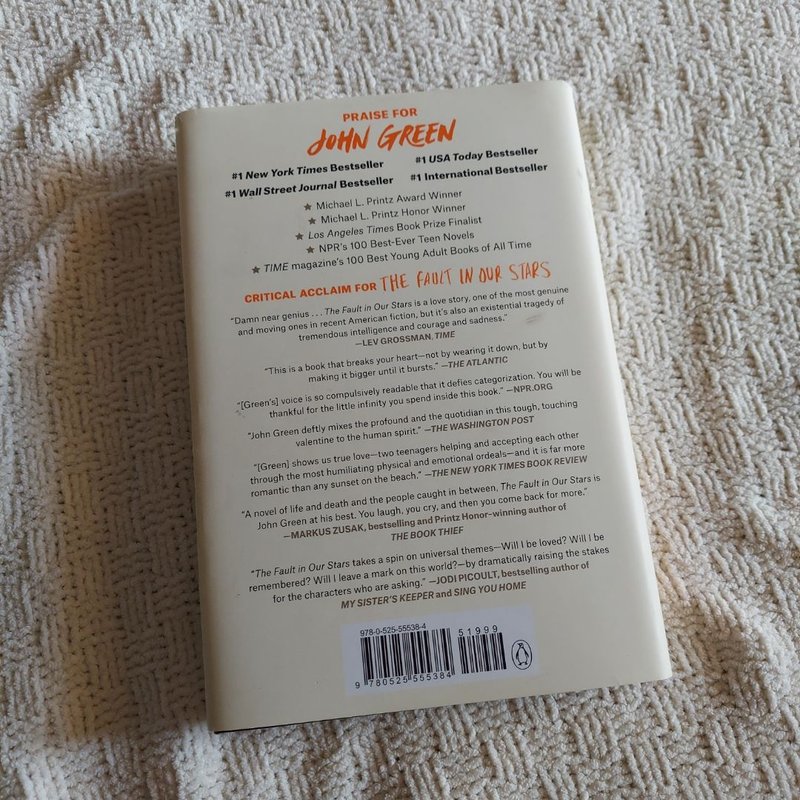 PRAISE FOR
JOHN GREEN
#1 New York Times Bestseller #1 USA Today Bestseller
#1 Wall Street Journal Bestseller #1 International Bestseller
★ Michael L. Printz Award Winner
★ Michael L. Printz Honor Winner
★ Los Angeles Times Book Prize Finalist
★ NPR's 100 Best-Ever Teen Novels
★ TIME magazine's 100 Best Young Adult Books of All Time
CRITICAL ACCLAIM FOR THE FAULT IN OUR STARS
"Damn near genius . . . The Fault in Our Stars is a love story, one of the most genuine
and moving ones in recent American fiction, but it's also an existential tragedy of
tremendous intelligence and courage and sadness."
—LEV GROSSMAN, TIME
"This is a book that breaks your heart—not by wearing it down, but by
making it bigger until it bursts." —THE ATLANTIC
"[Green's] voice is so compulsively readable that it defies categorization. You will be
thankful for the little infinity you spend inside this book." —NPR.ORG
"John Green deftly mixes the profound and the quotidian in this tough, touching
valentine to the human spirit." —THE WASHINGTON POST
"[Green] shows us true love—two teenagers helping and accepting each other
through the most humiliating physical and emotional ordeals—and it is far more
romantic than any sunset on the beach." —THE NEW YORK TIMES BOOK REVIEW
"A novel of life and death and the people caught in between, The Fault in Our Stars is
John Green at his best. You laugh, you cry, and then you come back for more."
—MARKUS ZUSAK, bestselling and Printz Honor–winning author of
THE BOOK THIEF
"The Fault in Our Stars takes a spin on universal themes—Will I be loved? Will I be
remembered? Will I leave a mark on this world?—by dramatically raising the stakes
for the characters who are asking." —JODI PICOULT, bestselling author of
MY SISTER'S KEEPER and SING YOU HOME
978-0-525-55538-4
51999
9 780525 555384